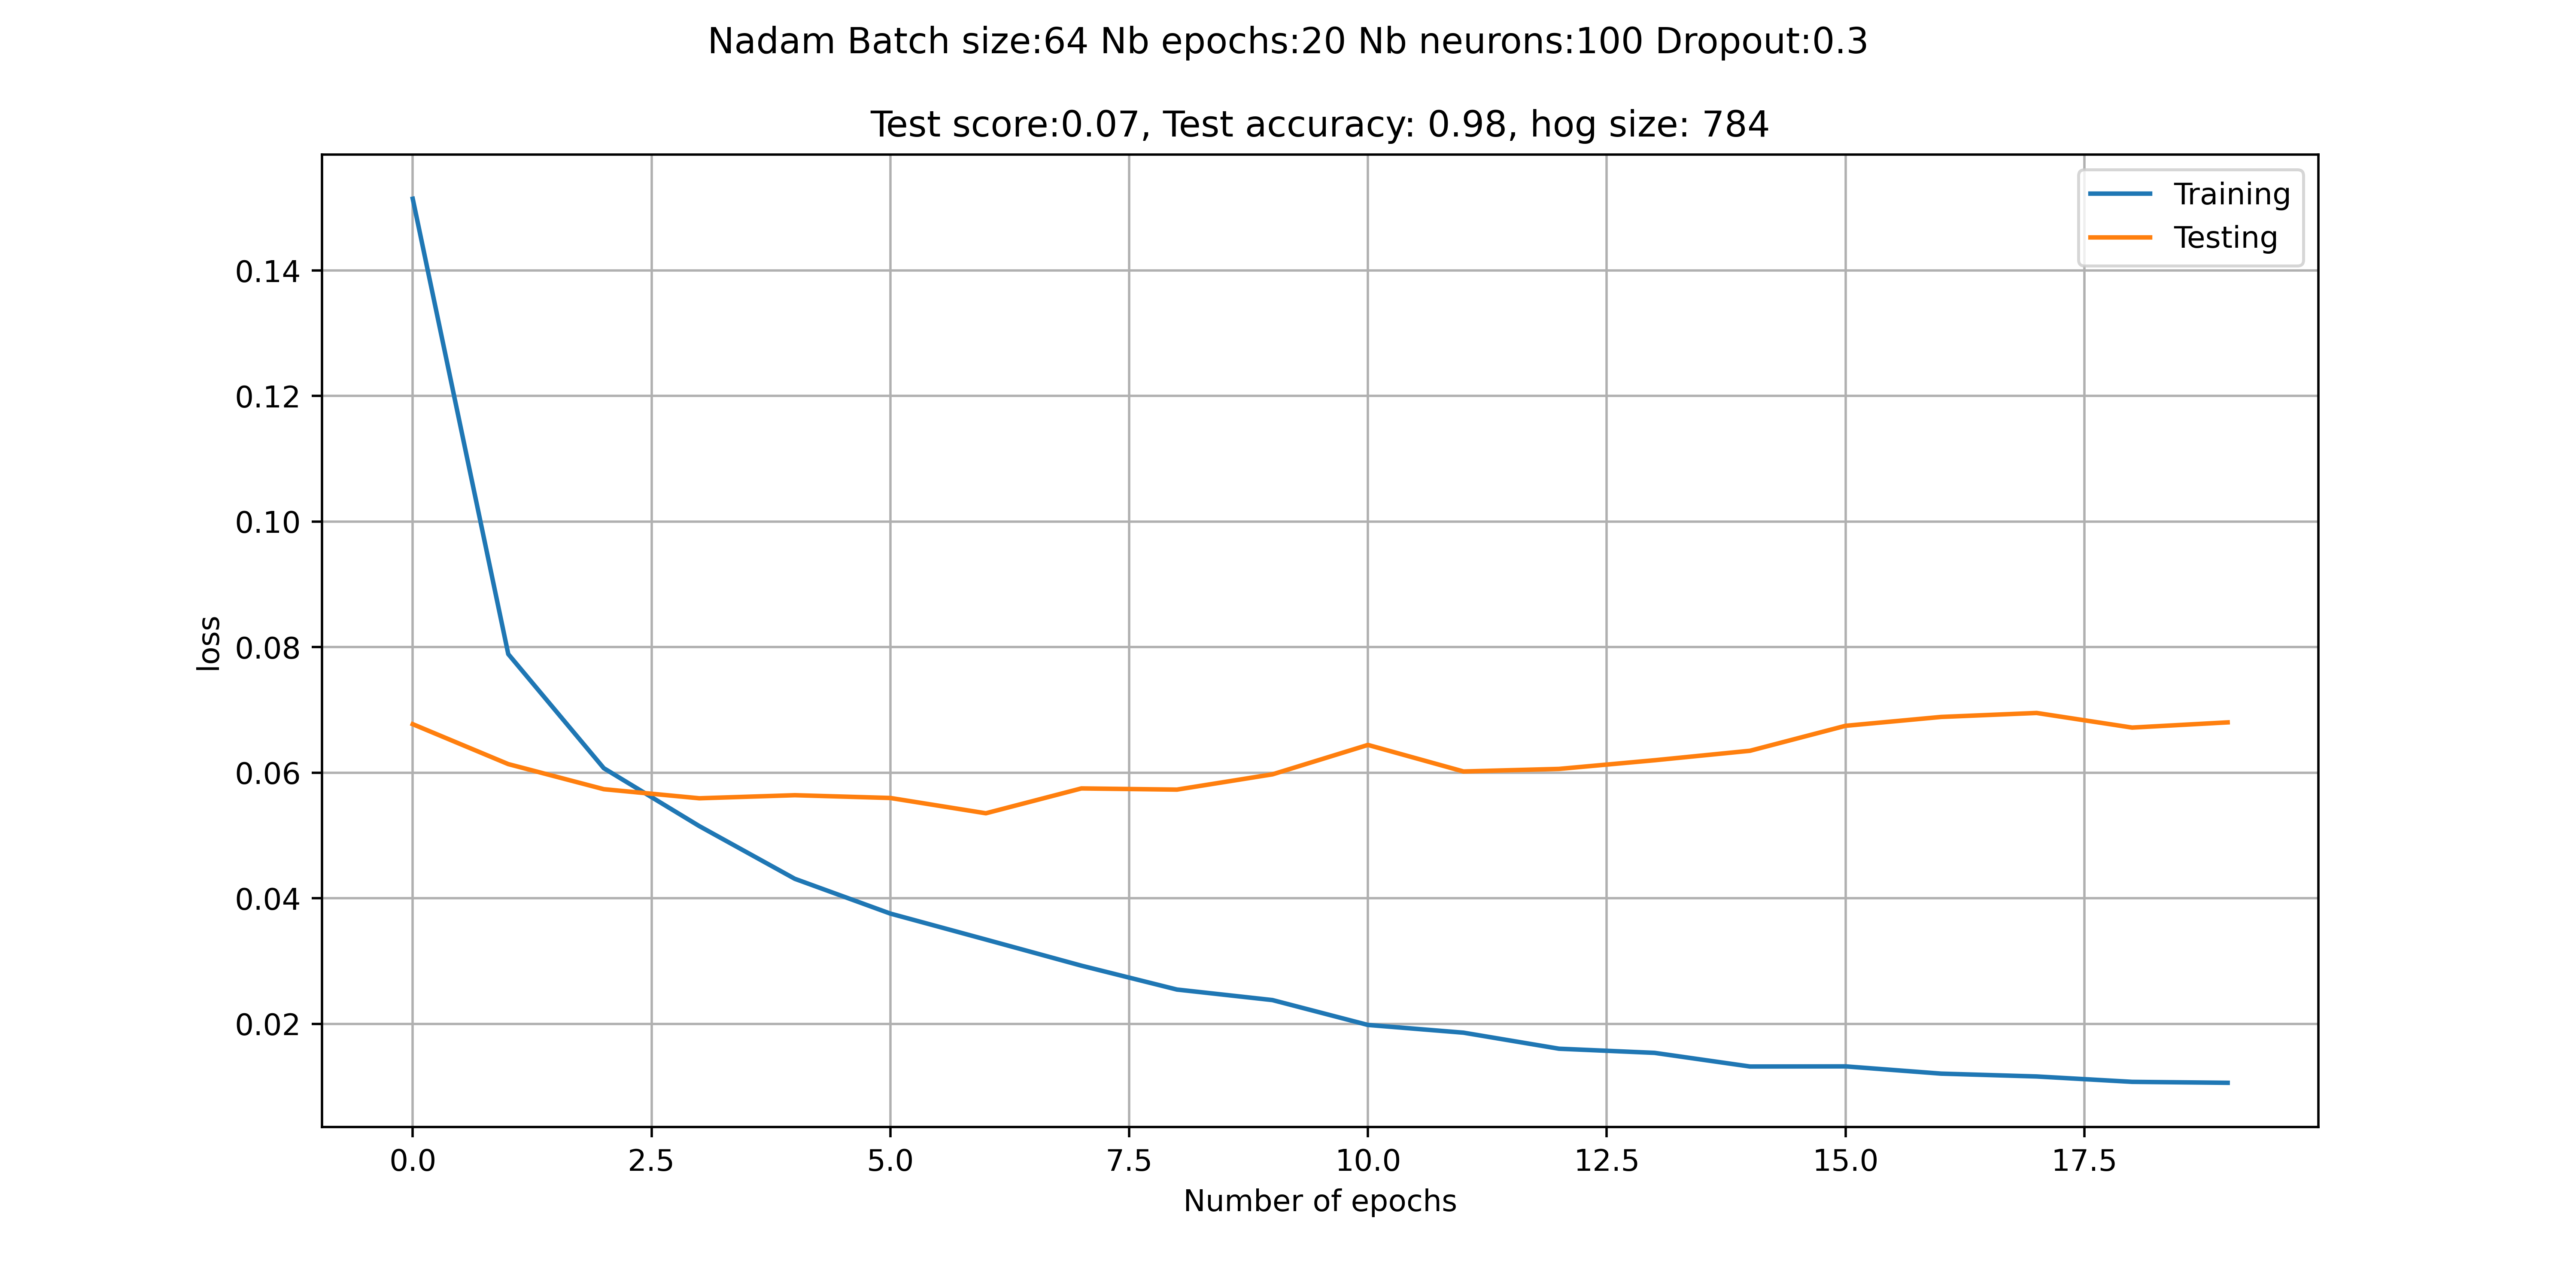 Nadam Batch size:64 Nb epochs:20 Nb neurons:100 Dropout:0.3
Test score:0.07, Test accuracy: 0.98, hog size: 784
Training
Testing
0.14
0.12
0.10
0.08
0.06
0.04
0.02
loss
0.0 2.5 5.0 7.5 10.0 12.5 15.0 17.5
Number of epochs